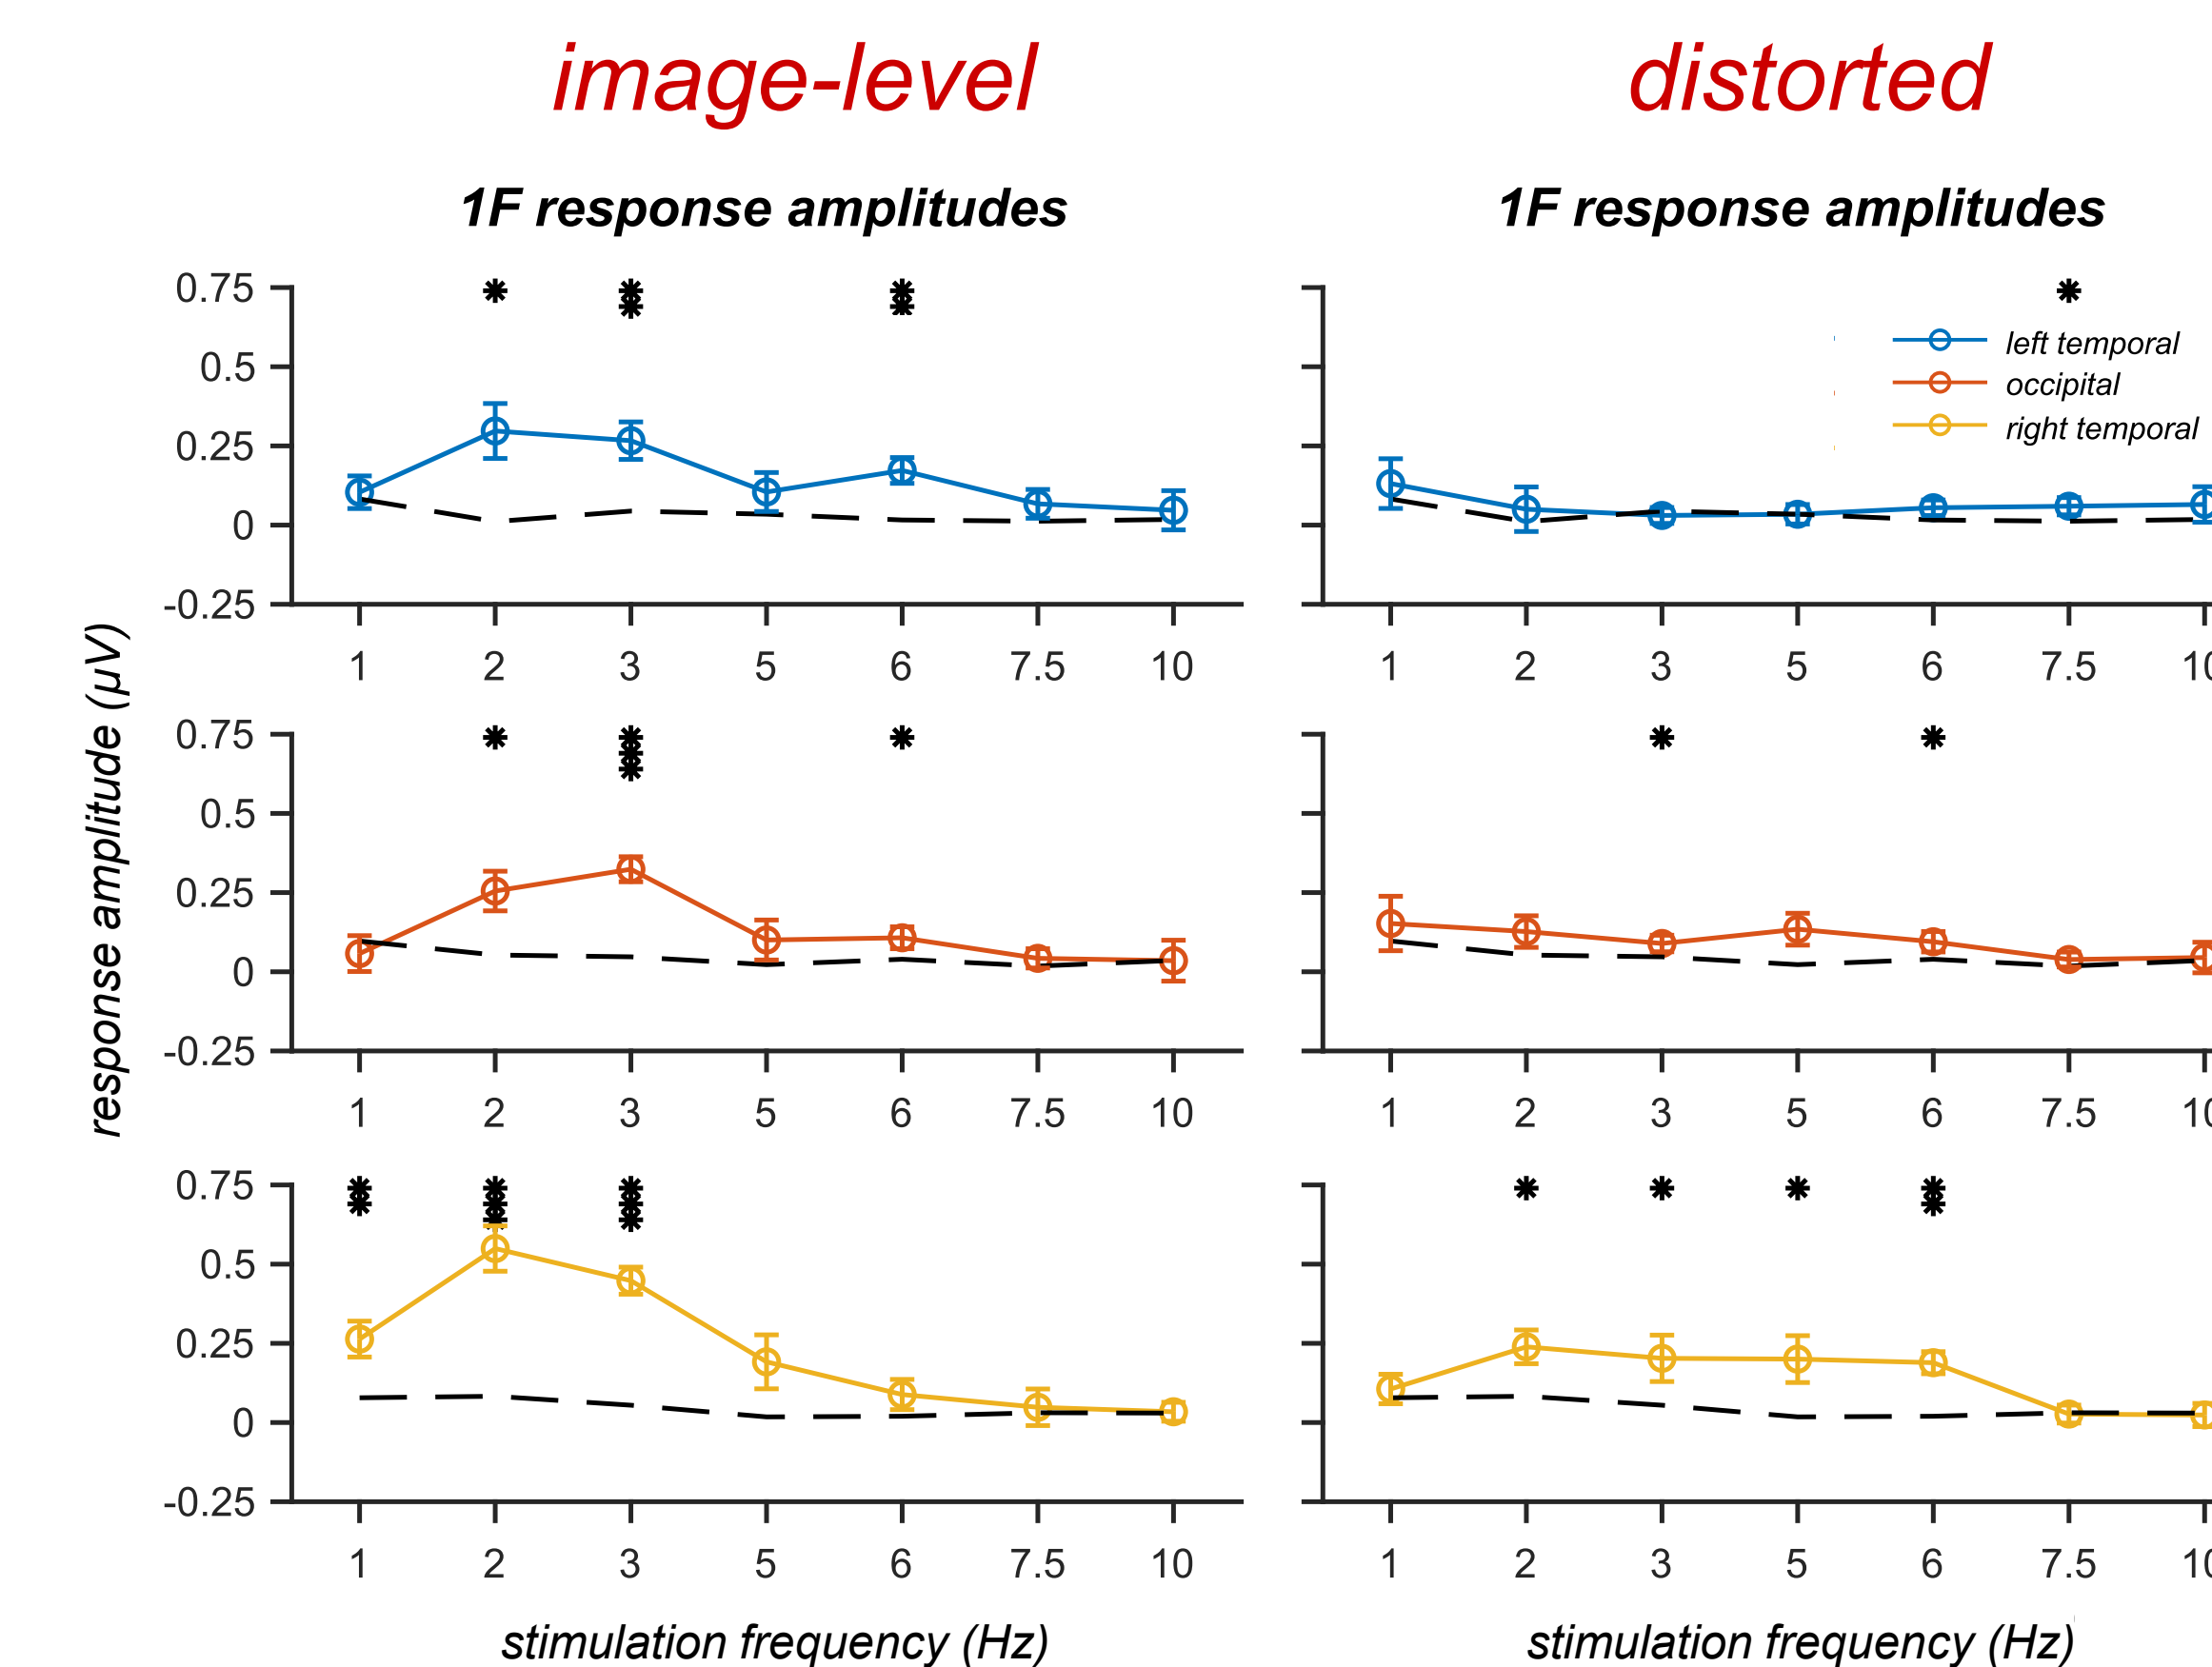 image-level
distorted
1F response amplitudes
1F response amplitudes
0.75
0.5
0.25
0
-0.25
1 2 3 5 6 7.5 10
left temporal
occipital
right temporal
1 2 3 5 6 7.5 10
response amplitude (μV)
0.75
0.5
0.25
0
-0.25
1 2 3 5 6 7.5 10
1 2 3 5 6 7.5 10
0.75
0.5
0.25
0
-0.25
1 2 3 5 6 7.5 10
1 2 3 5 6 7.5 10
stimulation frequency (Hz)
stimulation frequency (Hz)